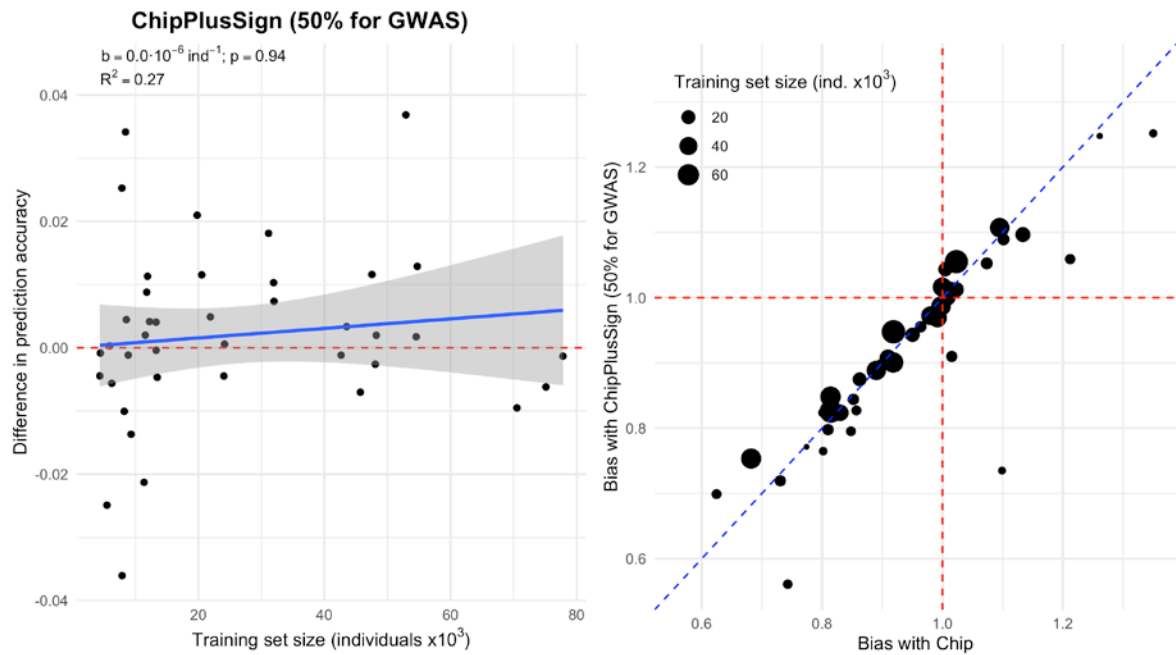 ChipPlusSign (50% for GWAS)
b = 0.0·10⁻⁶ ind⁻¹; p = 0.94
R² = 0.27
Difference in prediction accuracy
0.04
0.02
0.00
-0.02
-0.04
20 40 60 80
Training set size (individuals x10³)
Training set size (ind. x10³)
20
40
60
Bias with ChipPlusSign (50% for GWAS)
1.2
1.0
0.8
0.6
0.6 0.8 1.0 1.2
Bias with Chip